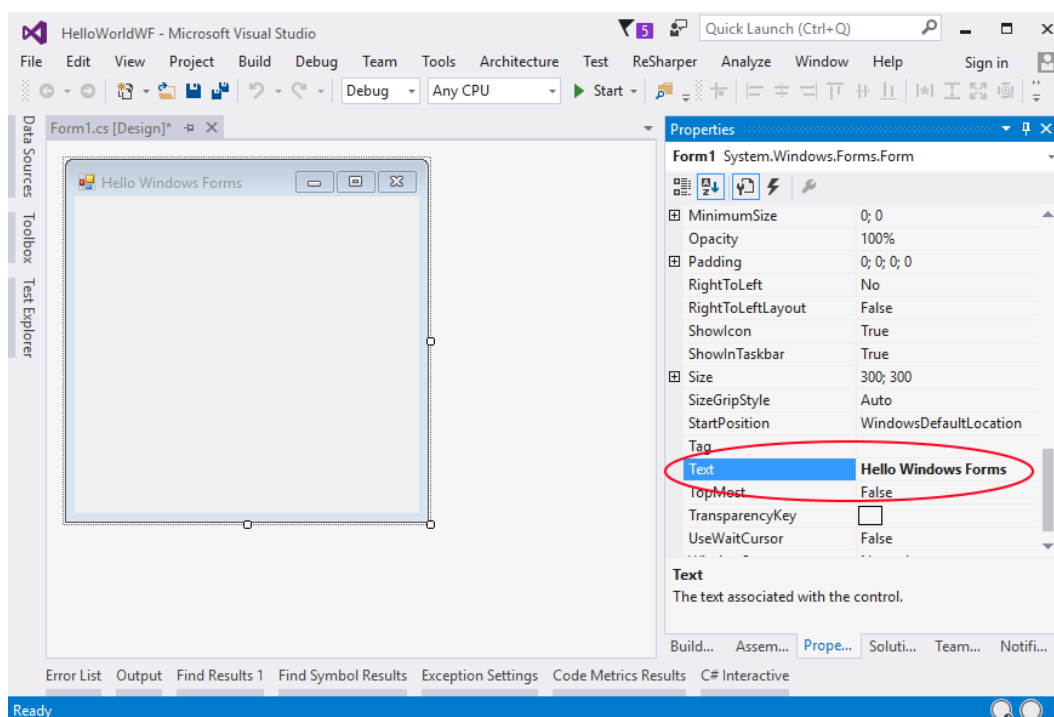 HelloWorldWF - Microsoft Visual Studio
5
Quick Launch (Ctrl+Q)
File Edit View Project Build Debug Team Tools Architecture Test ReSharper Analyze Window Help Sign in
Debug Any CPU Start
Data Sources
Toolbox
Test Explorer
Form1.cs [Design]*
Hello Windows Forms
Properties
Form1 System.Windows.Forms.Form
MinimumSize 0; 0
Opacity 100%
Padding 0; 0; 0; 0
RightToLeft No
RightToLeftLayout False
ShowIcon True
ShowInTaskbar True
Size 300; 300
SizeGripStyle Auto
StartPosition WindowsDefaultLocation
Tag
Text Hello Windows Forms
TopMost False
TransparencyKey
UseWaitCursor False
Text
The text associated with the control.
Build... Assem... Prope... Soluti... Team... Notifi...
Error List Output Find Results 1 Find Symbol Results Exception Settings Code Metrics Results C# Interactive
Ready